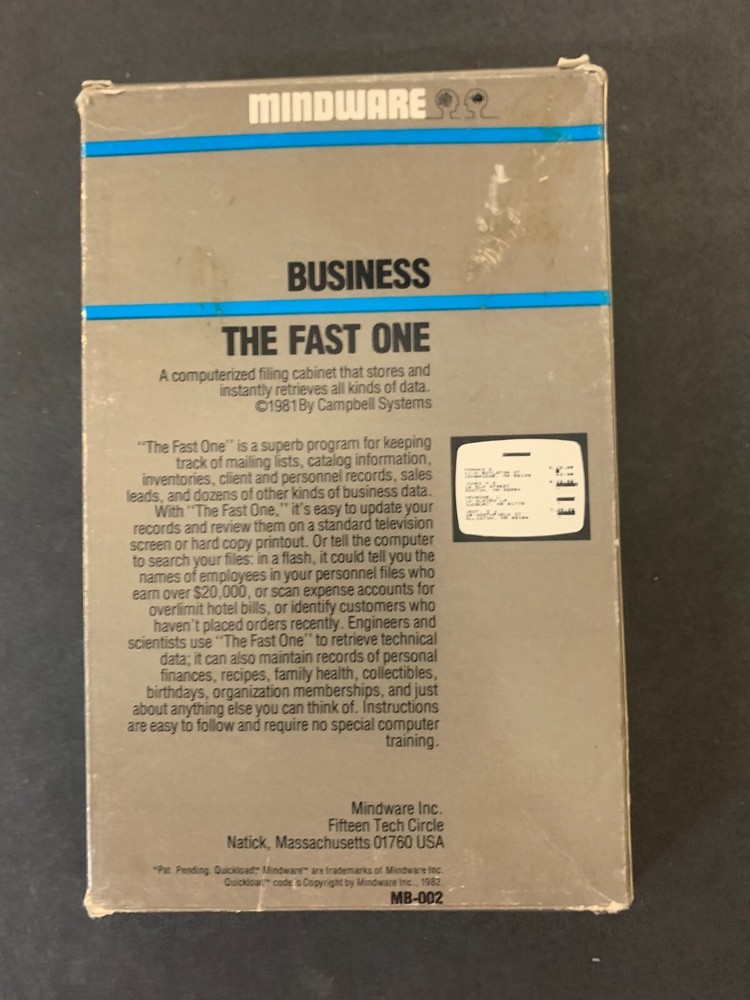 MINDWARE
BUSINESS
THE FAST ONE
A computerized filing cabinet that stores and
instantly retrieves all kinds of data.
©1981 By Campbell Systems
"The Fast One" is a superb program for keeping
track of mailing lists, catalog information,
inventories, client and personnel records, sales
leads, and dozens of other kinds of business data.
With "The Fast One," it's easy to update your
records and review them on a standard television
screen or hard copy printout. Or tell the computer
to search your files: in a flash, it could tell you the
names of employees in your personnel files who
earn over $20,000, or scan expense accounts for
overlimit hotel bills, or identify customers who
haven't placed orders recently. Engineers and
scientists use "The Fast One" to retrieve technical
data; it can also maintain records of personal
finances, recipes, family health, collectibles,
birthdays, organization memberships, and just
about anything else you can think of. Instructions
are easy to follow and require no special computer
training.
Mindware Inc.
Fifteen Tech Circle
Natick, Massachusetts 01760 USA
*Pat. Pending. Quickload,™ Mindware™ are trademarks of Mindware Inc.
Quickload™ code is Copyright by Mindware Inc., 1982.
MB-002